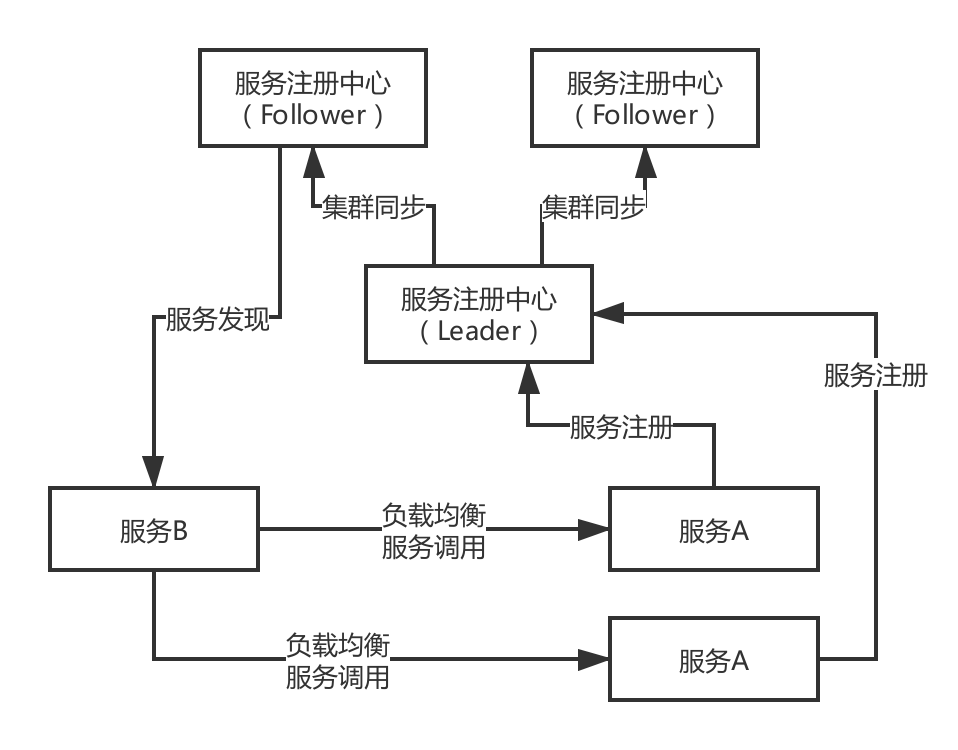 服务注册中心
（Follower）
服务注册中心
（Follower）
集群同步
集群同步
服务注册中心
（Leader）
服务发现
服务注册
服务注册
服务B
负载均衡
服务调用
服务A
负载均衡
服务调用
服务A